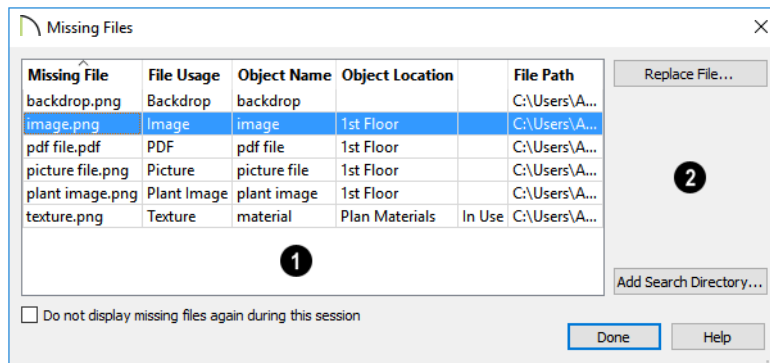 Missing Files
Missing File File Usage Object Name Object Location File Path
backdrop.png Backdrop backdrop C:\Users\A...
image.png Image image 1st Floor C:\Users\A...
pdf file.pdf PDF pdf file 1st Floor C:\Users\A...
picture file.png Picture picture file 1st Floor C:\Users\A...
plant image.png Plant Image plant image 1st Floor C:\Users\A...
texture.png Texture material Plan Materials In Use C:\Users\A...
1
Replace File...
2
Add Search Directory...
Do not display missing files again during this session
Done Help